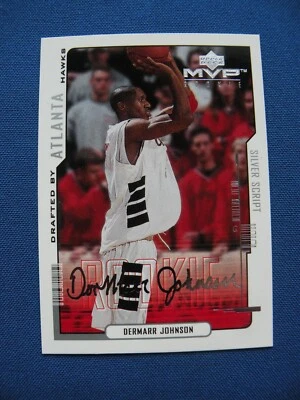 UPPER DECK
MVP
DRAFTED BY ATLANTA HAWKS
SILVER SCRIPT
ROOKIE
DerMarr Johnson
DERMARR JOHNSON